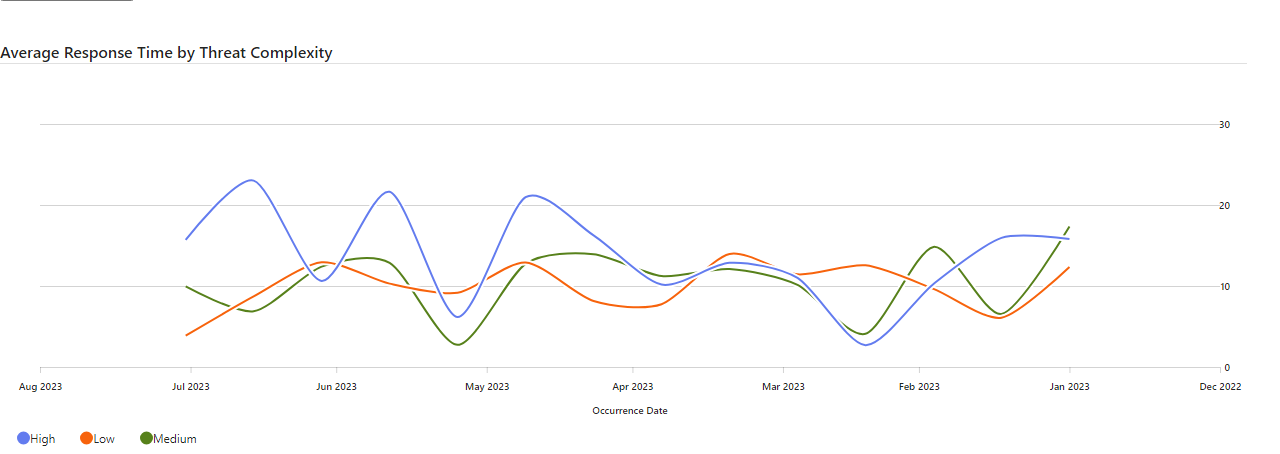 Average Response Time by Threat Complexity
30
20
10
0
Aug 2023 Jul 2023 Jun 2023 May 2023 Apr 2023 Mar 2023 Feb 2023 Jan 2023 Dec 2022
Occurrence Date
High Low Medium